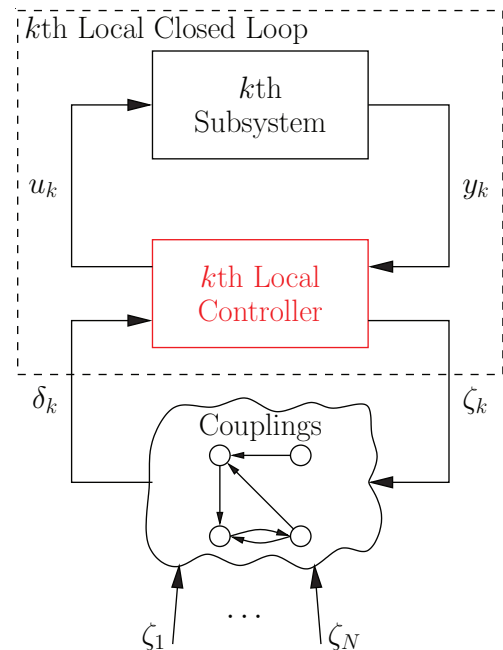 kth Local Closed Loop
kth
Subsystem
u_k
y_k
kth Local
Controller
δ_k
ζ_k
Couplings
ζ_1
...
ζ_N